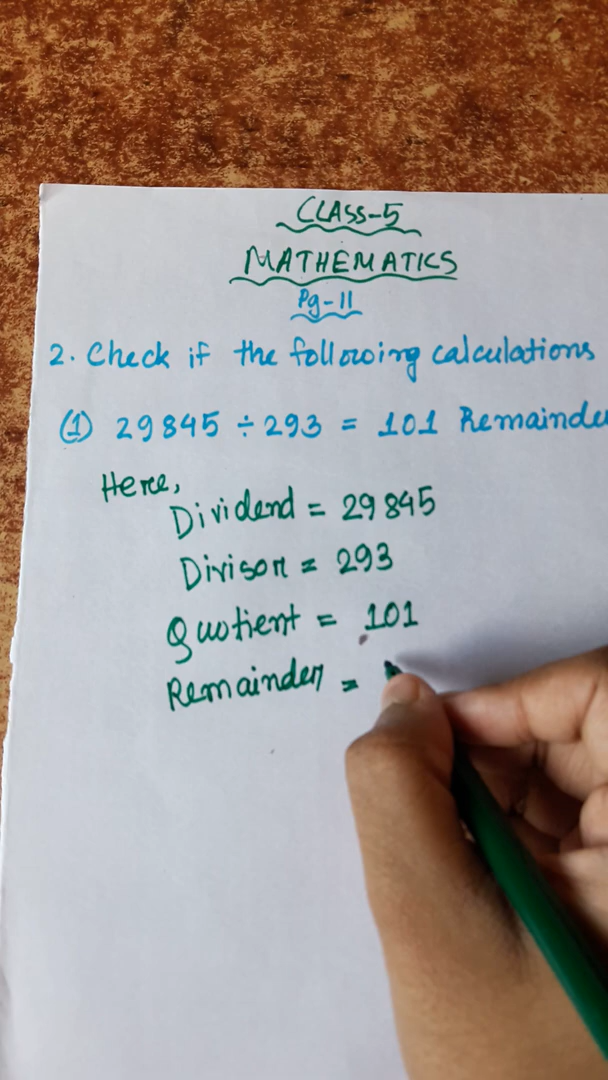 CLASS-5
MATHEMATICS
Pg-11
2. Check if the following calculations
(1) 29845 ÷ 293 = 101 Remainde
Here,
Dividend = 29845
Divisor = 293
Quotient = 101
Remainder =